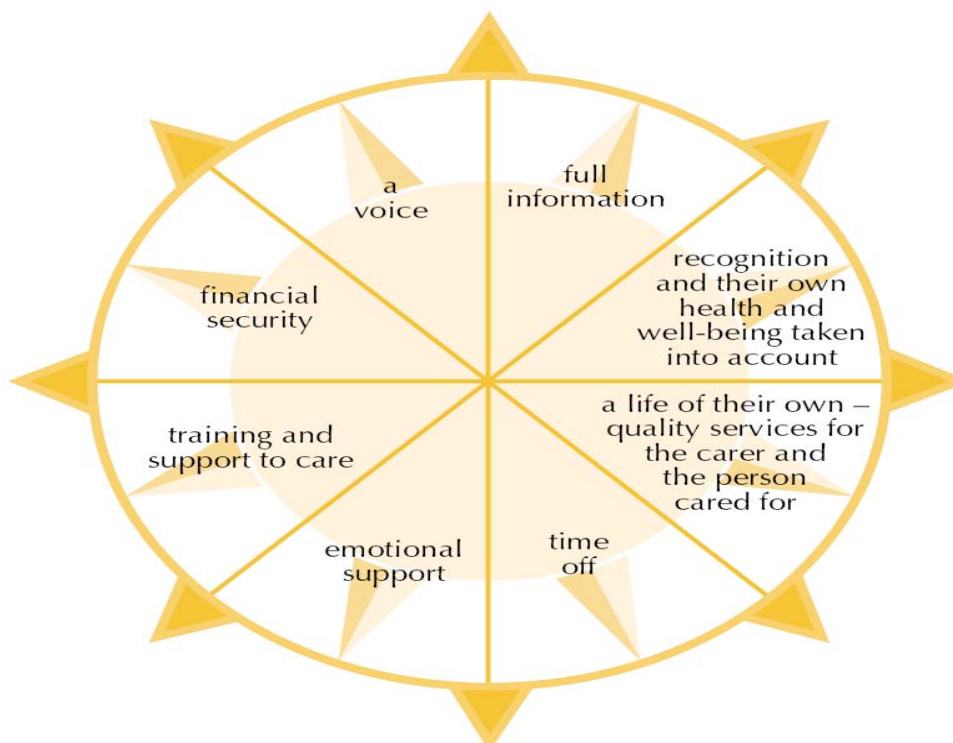 a
voice
full
information
recognition
and their own
health and
well-being taken
into account
a life of their own –
quality services for
the carer and
the person
cared for
time
off
emotional
support
training and
support to care
financial
security